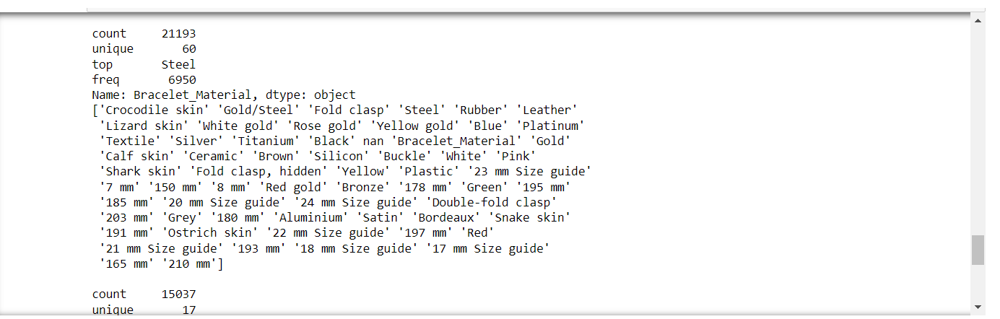 count     21193
unique       60
top       Steel
freq       6950
Name: Bracelet_Material, dtype: object
['Crocodile skin' 'Gold/Steel' 'Fold clasp' 'Steel' 'Rubber' 'Leather'
 'Lizard skin' 'White gold' 'Rose gold' 'Yellow gold' 'Blue' 'Platinum'
 'Textile' 'Silver' 'Titanium' 'Black' nan 'Bracelet_Material' 'Gold'
 'Calf skin' 'Ceramic' 'Brown' 'Silicon' 'Buckle' 'White' 'Pink'
 'Shark skin' 'Fold clasp, hidden' 'Yellow' 'Plastic' '23 mm Size guide'
 '7 mm' '150 mm' '8 mm' 'Red gold' 'Bronze' '178 mm' 'Green' '195 mm'
 '185 mm' '20 mm Size guide' '24 mm Size guide' 'Double-fold clasp'
 '203 mm' 'Grey' '180 mm' 'Aluminium' 'Satin' 'Bordeaux' 'Snake skin'
 '191 mm' 'Ostrich skin' '22 mm Size guide' '197 mm' 'Red'
 '21 mm Size guide' '193 mm' '18 mm Size guide' '17 mm Size guide'
 '165 mm' '210 mm']
count     15037
unique       17